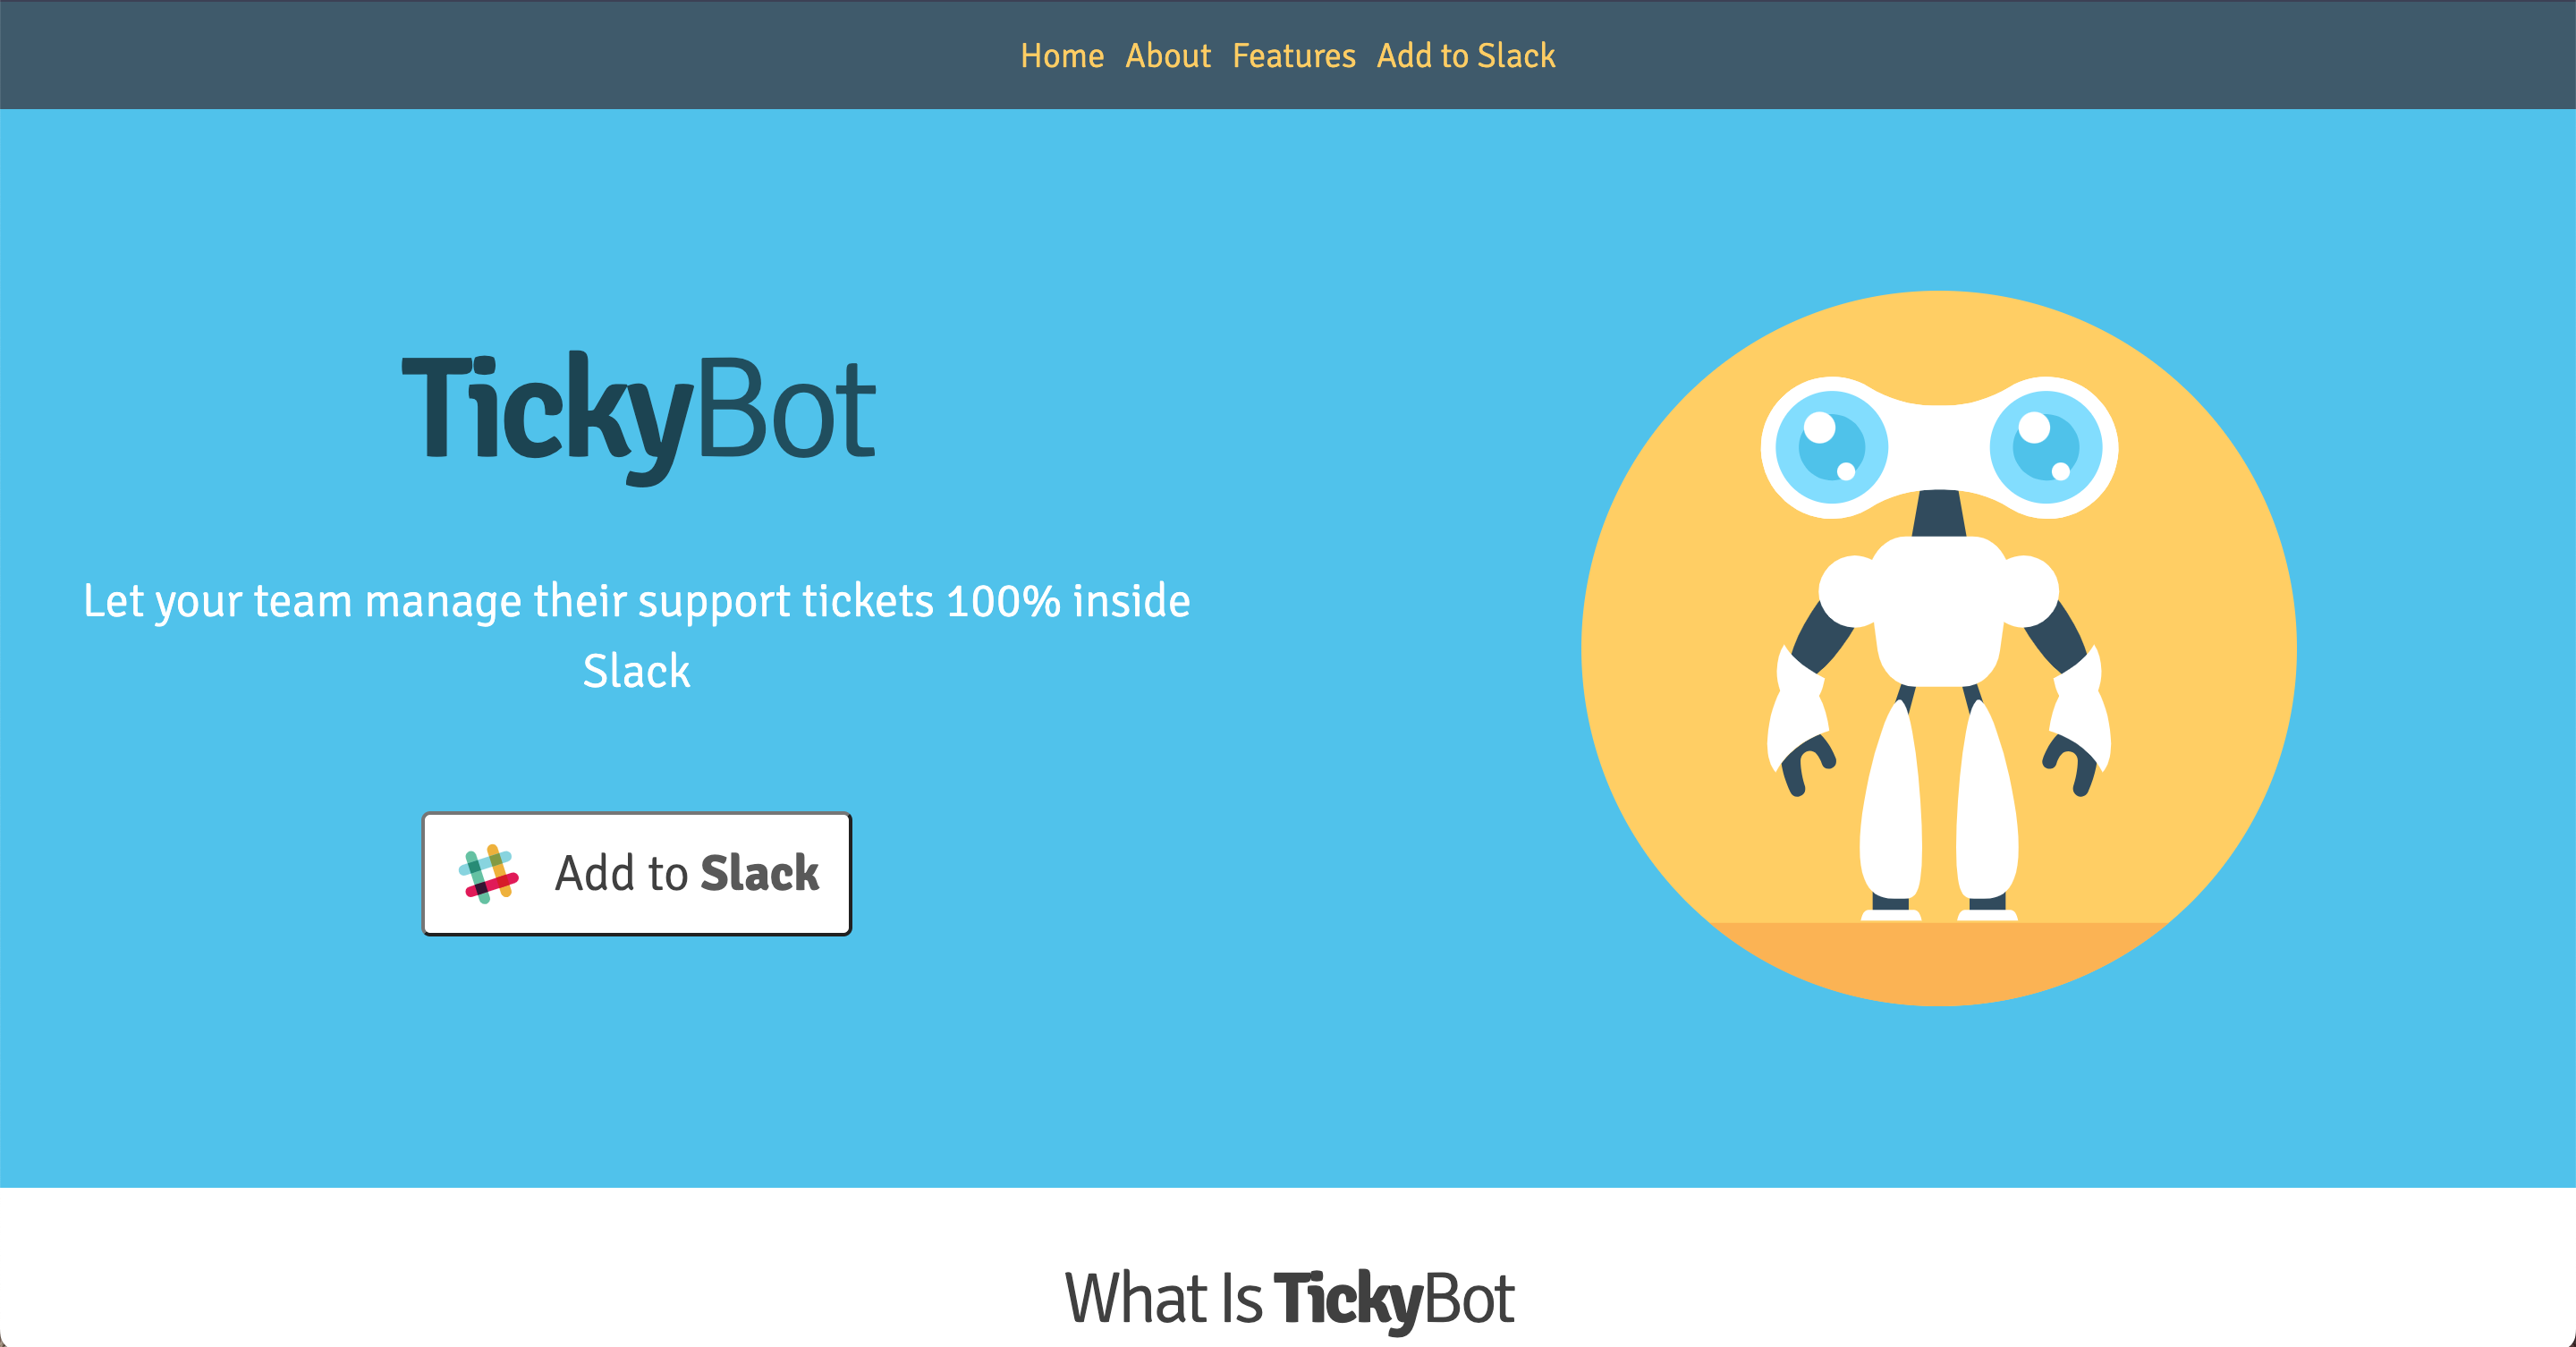 Home About Features Add to Slack
TickyBot
Let your team manage their support tickets 100% inside
Slack
Add to Slack
What Is TickyBot